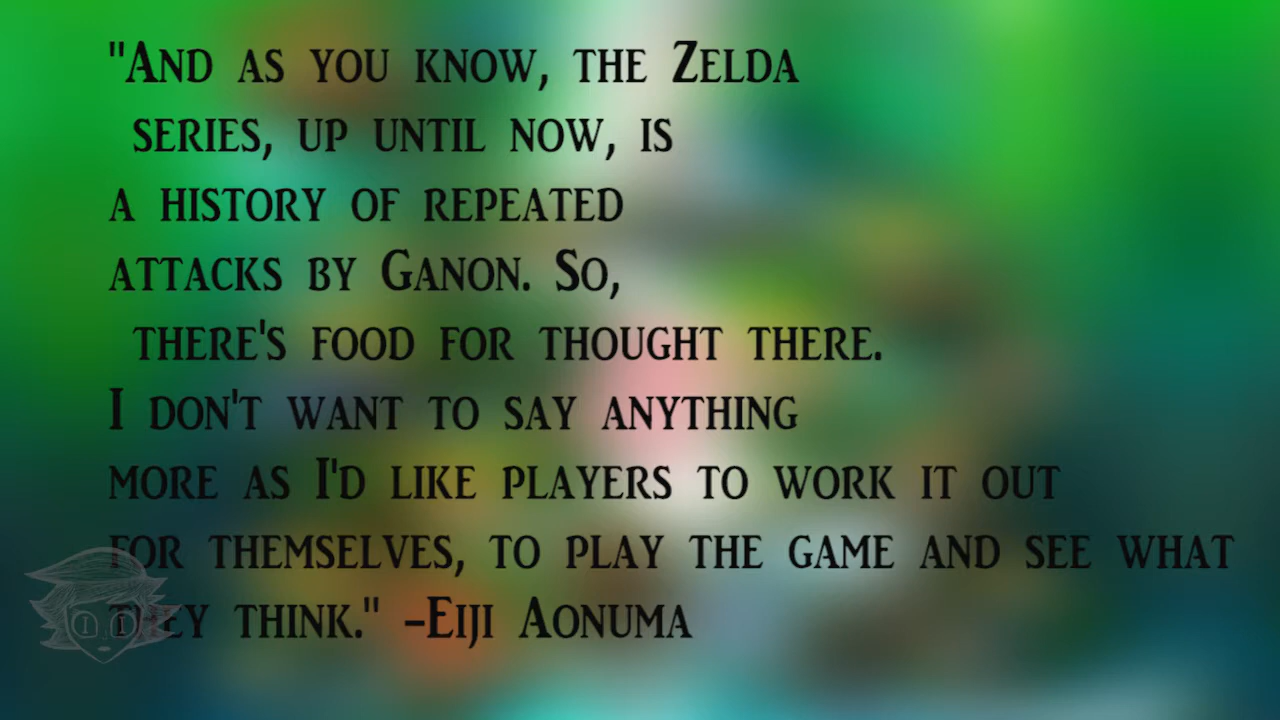 "And as you know, the Zelda
series, up until now, is
a history of repeated
attacks by Ganon. So,
there's food for thought there.
I don't want to say anything
more as I'd like players to work it out
for themselves, to play the game and see what
they think." -Eiji Aonuma